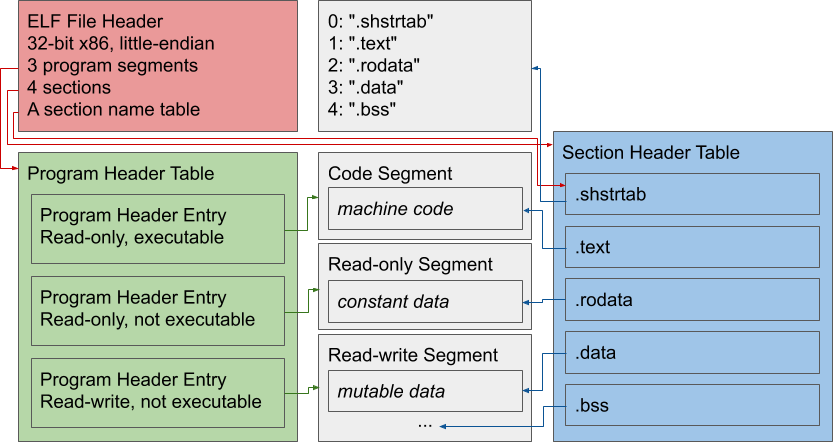 ELF File Header
32-bit x86, little-endian
3 program segments
4 sections
A section name table
0: ".shstrtab"
1: ".text"
2: ".rodata"
3: ".data"
4: ".bss"
Program Header Table
Program Header Entry
Read-only, executable
Program Header Entry
Read-only, not executable
Program Header Entry
Read-write, not executable
Code Segment
machine code
Read-only Segment
constant data
Read-write Segment
mutable data
...
Section Header Table
.shstrtab
.text
.rodata
.data
.bss